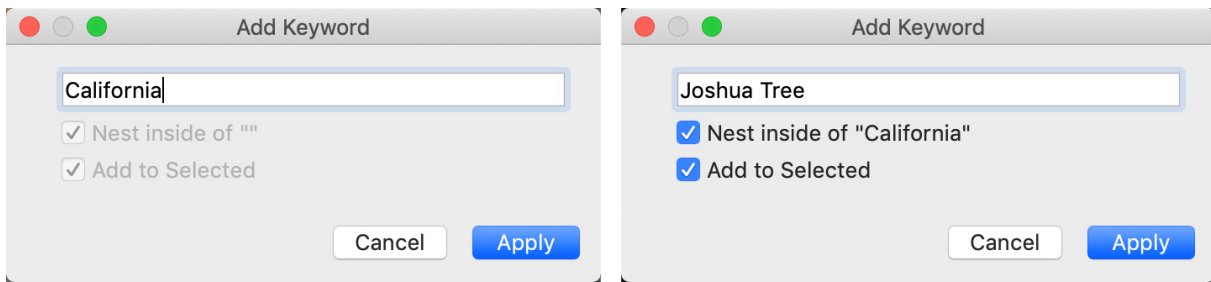 Add Keyword
California
Nest inside of ""
Add to Selected
Cancel
Apply
Add Keyword
Joshua Tree
Nest inside of "California"
Add to Selected
Cancel
Apply